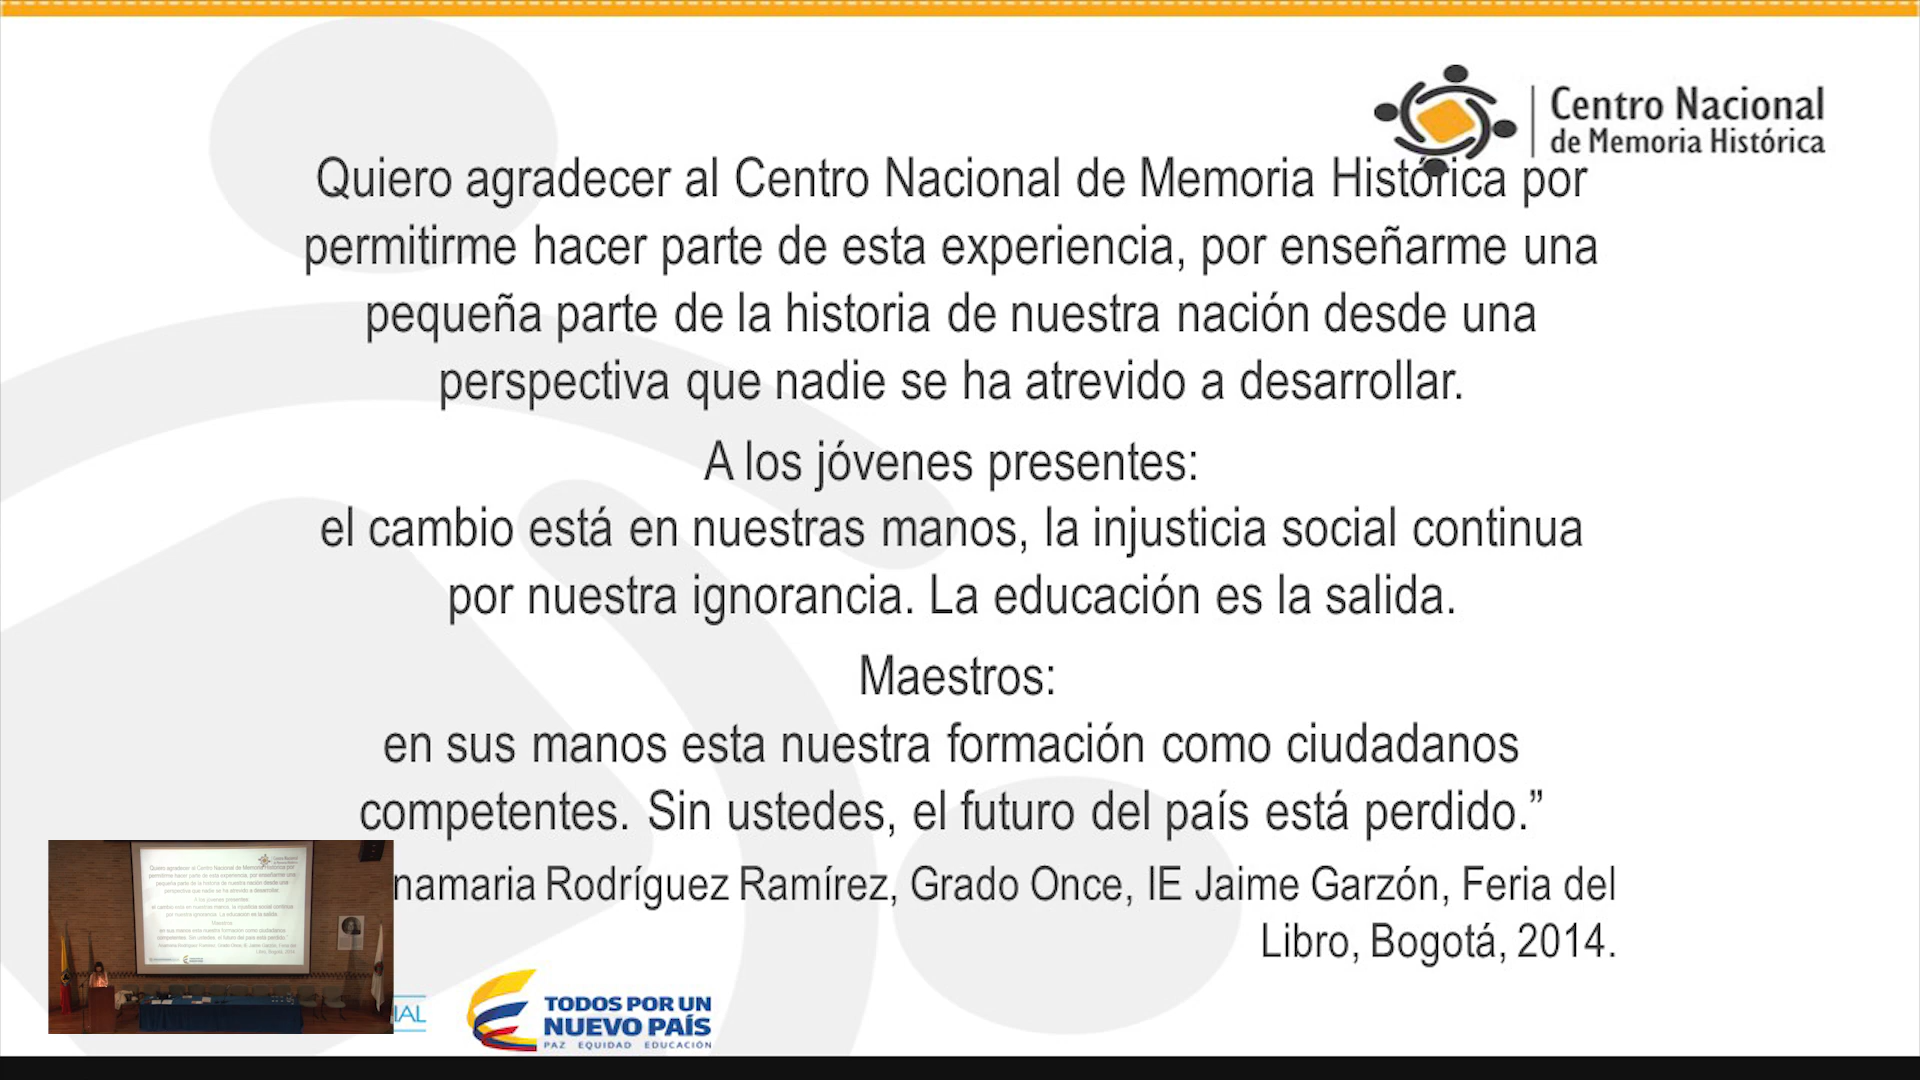 Centro Nacional
de Memoria Histórica
Quiero agradecer al Centro Nacional de Memoria Histórica por
permitirme hacer parte de esta experiencia, por enseñarme una
pequeña parte de la historia de nuestra nación desde una
perspectiva que nadie se ha atrevido a desarrollar.
A los jóvenes presentes:
el cambio está en nuestras manos, la injusticia social continua
por nuestra ignorancia. La educación es la salida.
Maestros:
en sus manos esta nuestra formación como ciudadanos
competentes. Sin ustedes, el futuro del país está perdido.”
namaria Rodríguez Ramírez, Grado Once, IE Jaime Garzón, Feria del
Libro, Bogotá, 2014.
IAL
TODOS POR UN
NUEVO PAÍS
PAZ EQUIDAD EDUCACIÓN